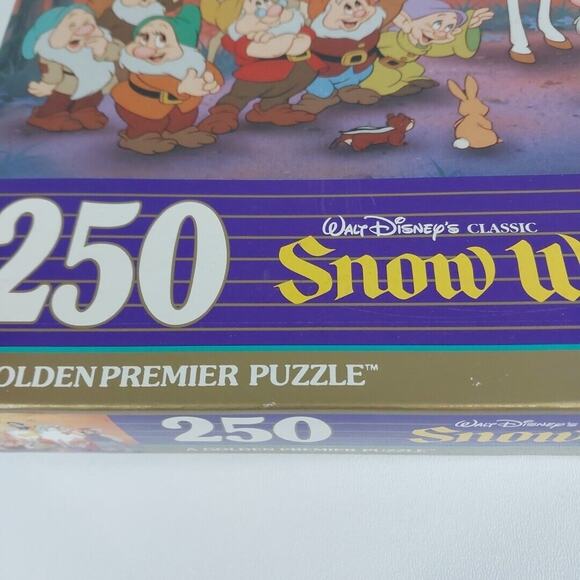 250
WALT DISNEY'S CLASSIC
Snow W
OLDEN PREMIER PUZZLE™
250
WALT DISNEY'S
Snow W
A GOLDEN PREMIER PUZZLE™